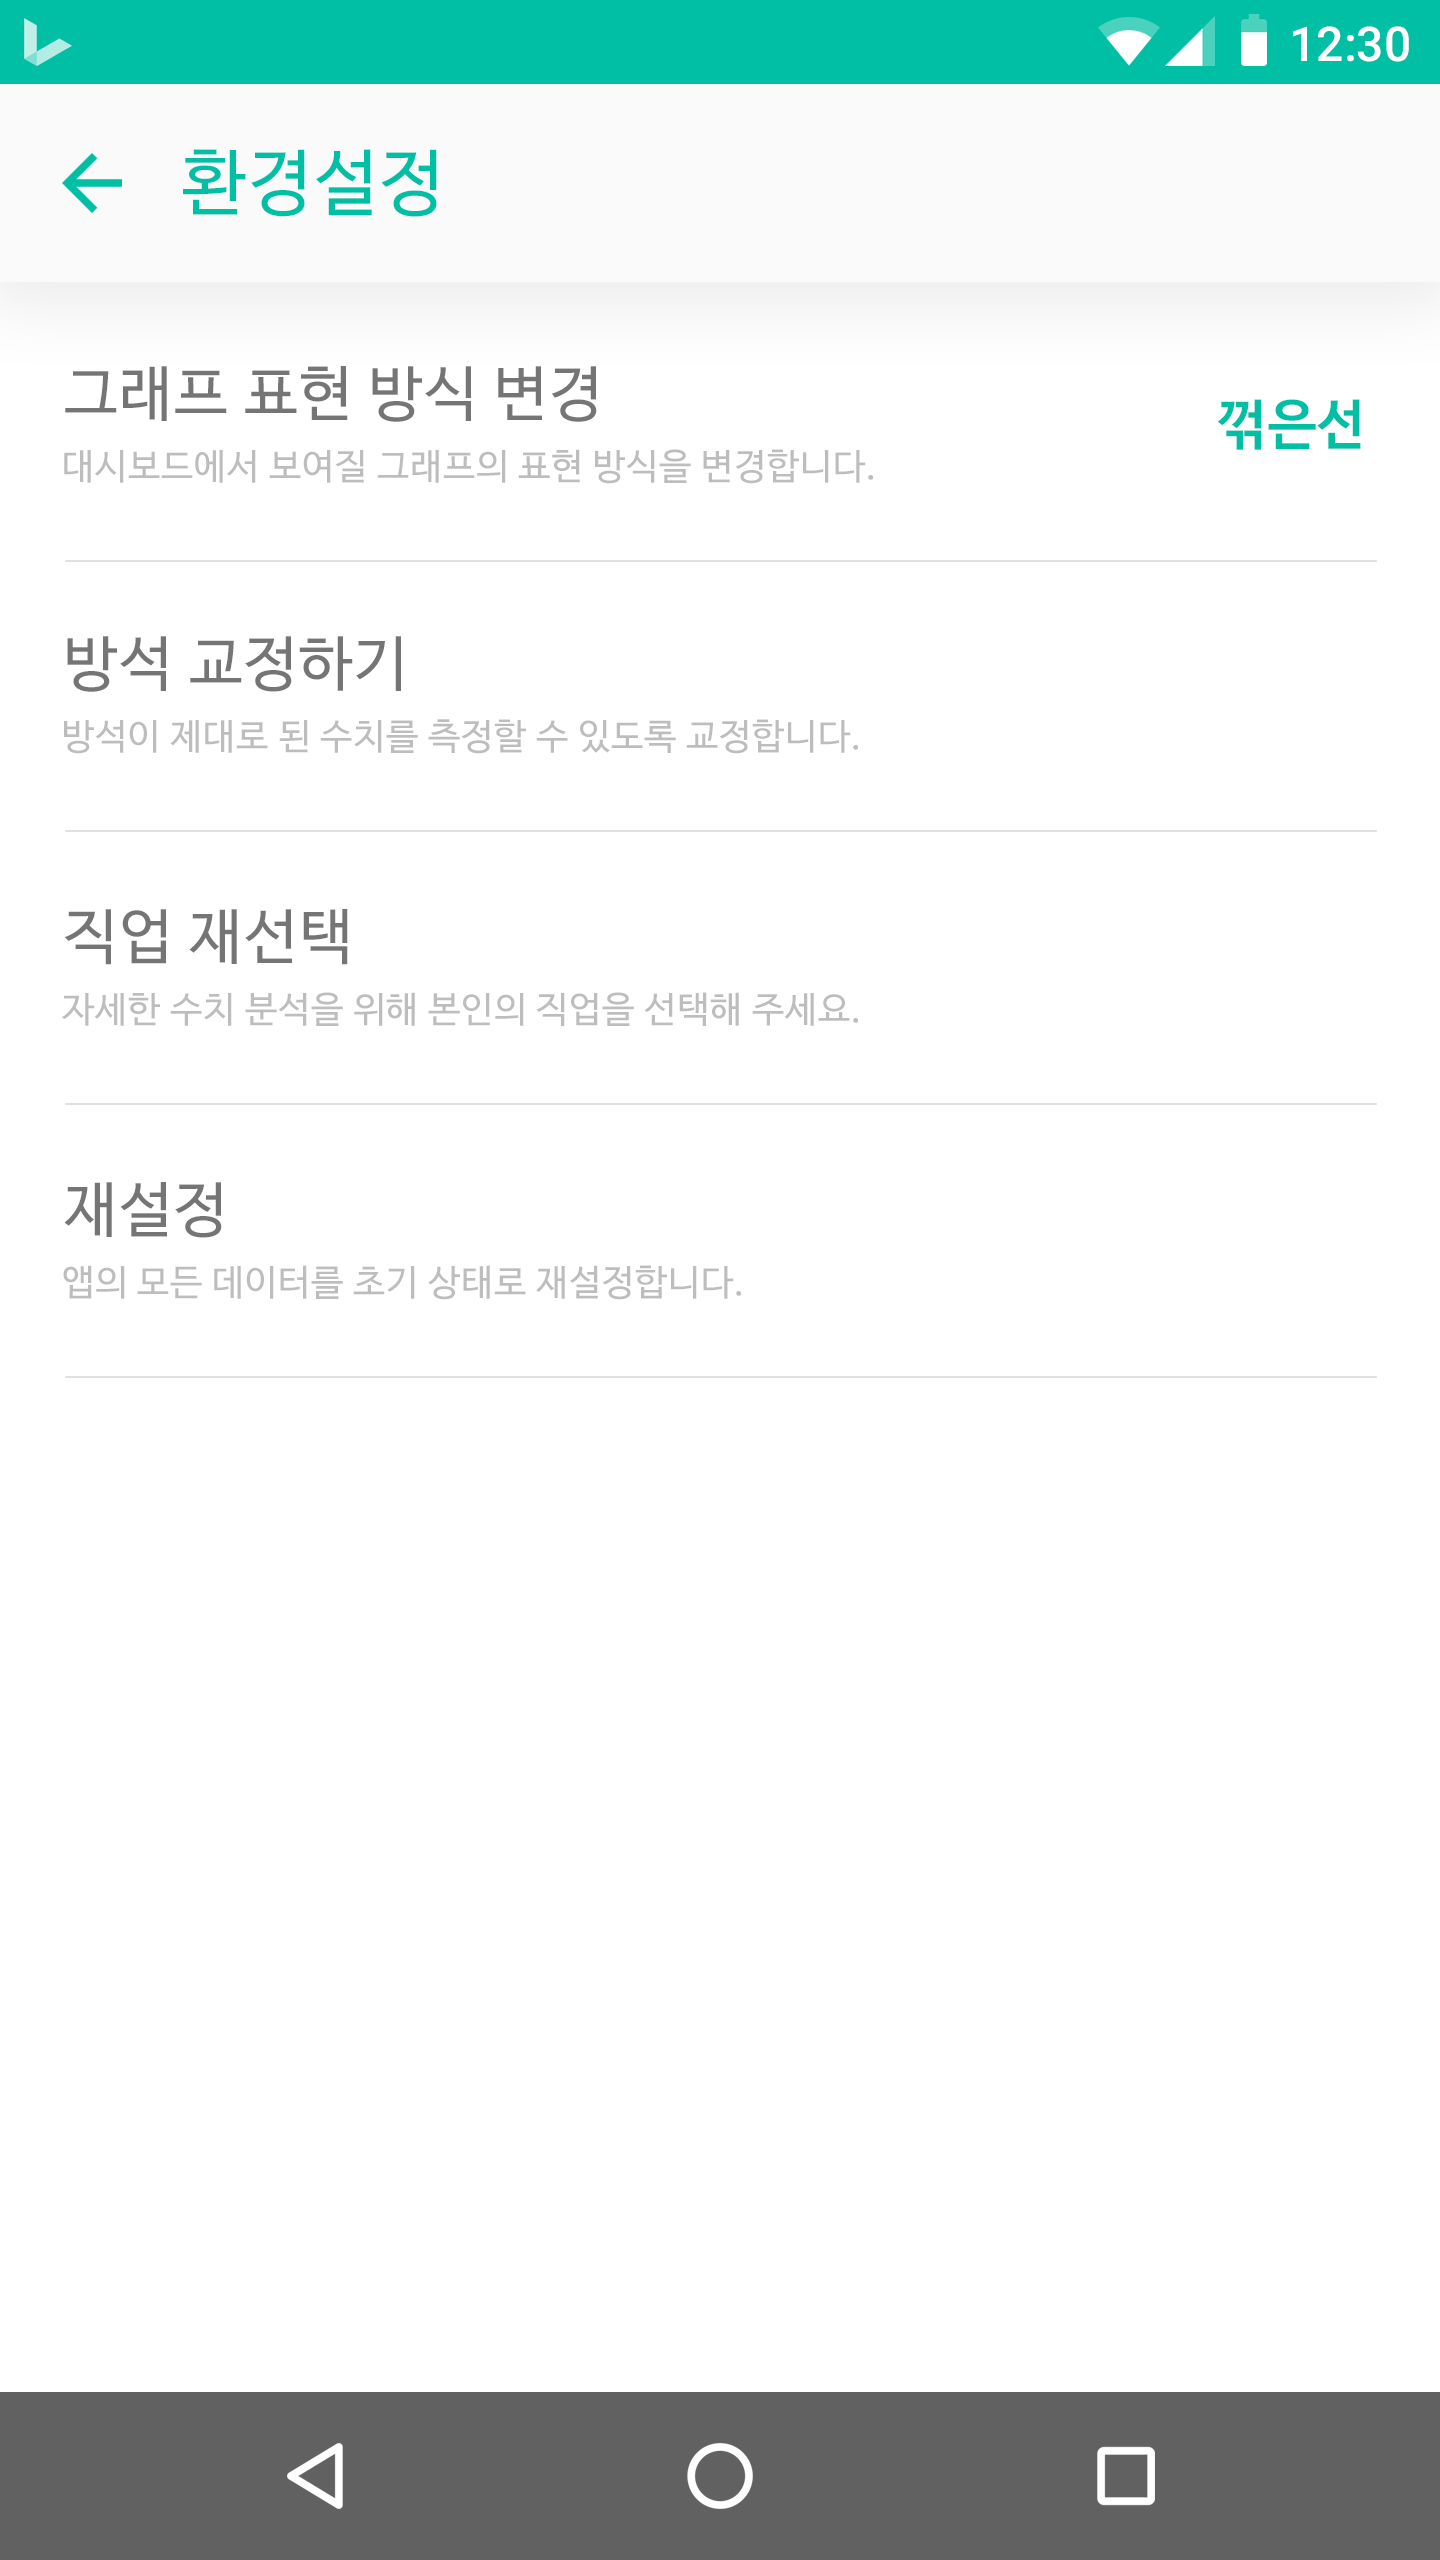 12:30
환경설정
그래프 표현 방식 변경
꺾은선
대시보드에서 보여질 그래프의 표현 방식을 변경합니다.
방석 교정하기
방석이 제대로 된 수치를 측정할 수 있도록 교정합니다.
직업 재선택
자세한 수치 분석을 위해 본인의 직업을 선택해 주세요.
재설정
앱의 모든 데이터를 초기 상태로 재설정합니다.